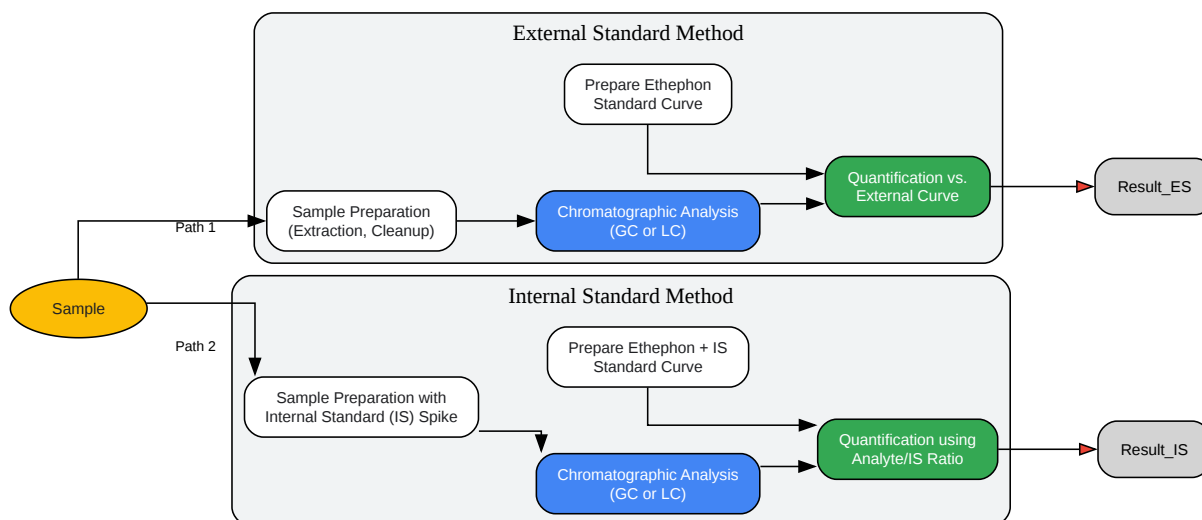 External Standard Method
Prepare Ethephon
Standard Curve
Quantification vs.
External Curve
Result_ES
Sample Preparation
(Extraction, Cleanup)
Chromatographic Analysis
(GC or LC)
Path 1
Sample
Internal Standard Method
Path 2
Prepare Ethephon + IS
Standard Curve
Sample Preparation with
Internal Standard (IS) Spike
Quantification using
Analyte/IS Ratio
Result_IS
Chromatographic Analysis
(GC or LC)